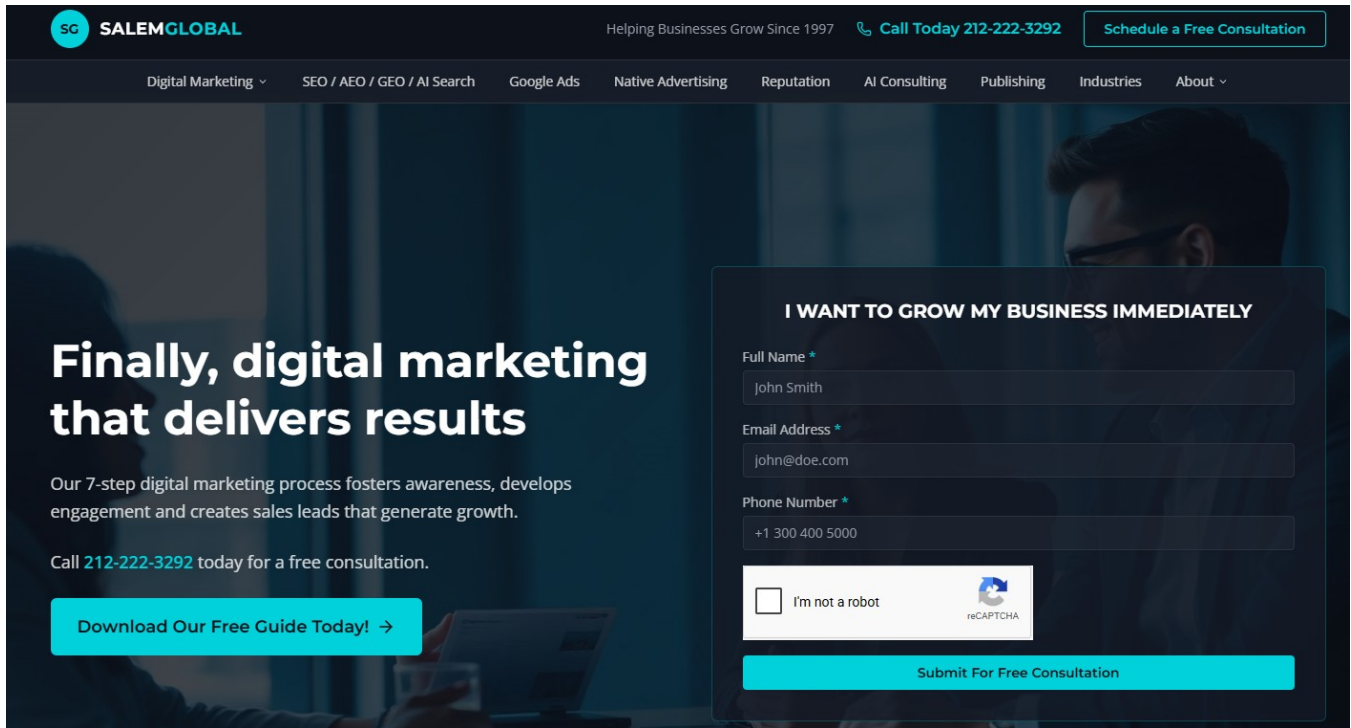 SG SALEMGLOBAL
Helping Businesses Grow Since 1997
Call Today 212-222-3292
Schedule a Free Consultation
Digital Marketing
SEO / AEO / GEO / AI Search
Google Ads
Native Advertising
Reputation
AI Consulting
Publishing
Industries
About
Finally, digital marketing
that delivers results
Our 7-step digital marketing process fosters awareness, develops
engagement and creates sales leads that generate growth.
Call 212-222-3292 today for a free consultation.
Download Our Free Guide Today! →
I WANT TO GROW MY BUSINESS IMMEDIATELY
Full Name *
John Smith
Email Address *
john@doe.com
Phone Number *
+1 300 400 5000
I'm not a robot
reCAPTCHA
Submit For Free Consultation